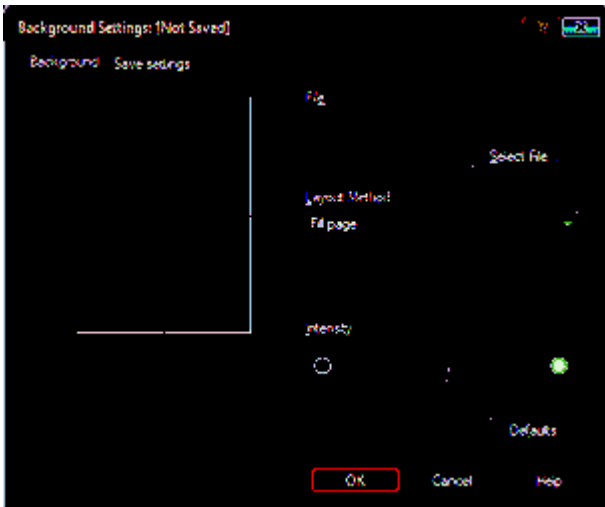 Background Settings: [Not Saved]
Background Save settings
File
Select File
Layout Method
Fill page
Intensity
Defaults
OK Cancel Help